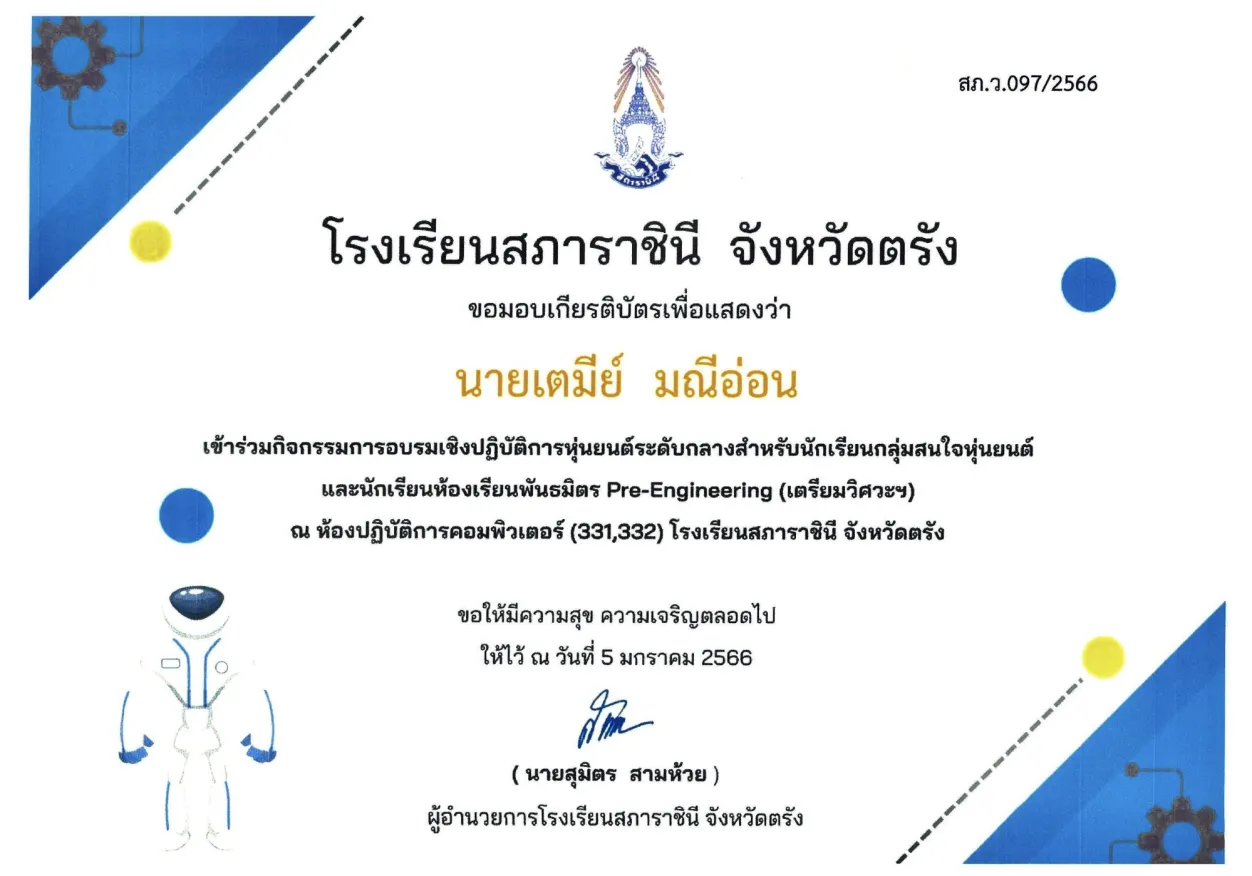 สภ.ว.097/2566
สภาราชินี
โรงเรียนสภาราชินี จังหวัดตรัง
ขอมอบเกียรติบัตรเพื่อแสดงว่า
นายเตมีย์ มณีอ่อน
เข้าร่วมกิจกรรมการอบรมเชิงปฏิบัติการหุ่นยนต์ระดับกลางสำหรับนักเรียนกลุ่มสนใจหุ่นยนต์
และนักเรียนห้องเรียนพันธมิตร Pre-Engineering (เตรียมวิศวะฯ)
ณ ห้องปฏิบัติการคอมพิวเตอร์ (331,332) โรงเรียนสภาราชินี จังหวัดตรัง
ขอให้มีความสุข ความเจริญตลอดไป
ให้ไว้ ณ วันที่ 5 มกราคม 2566
( นายสุมิตร สามห้วย )
ผู้อำนวยการโรงเรียนสภาราชินี จังหวัดตรัง